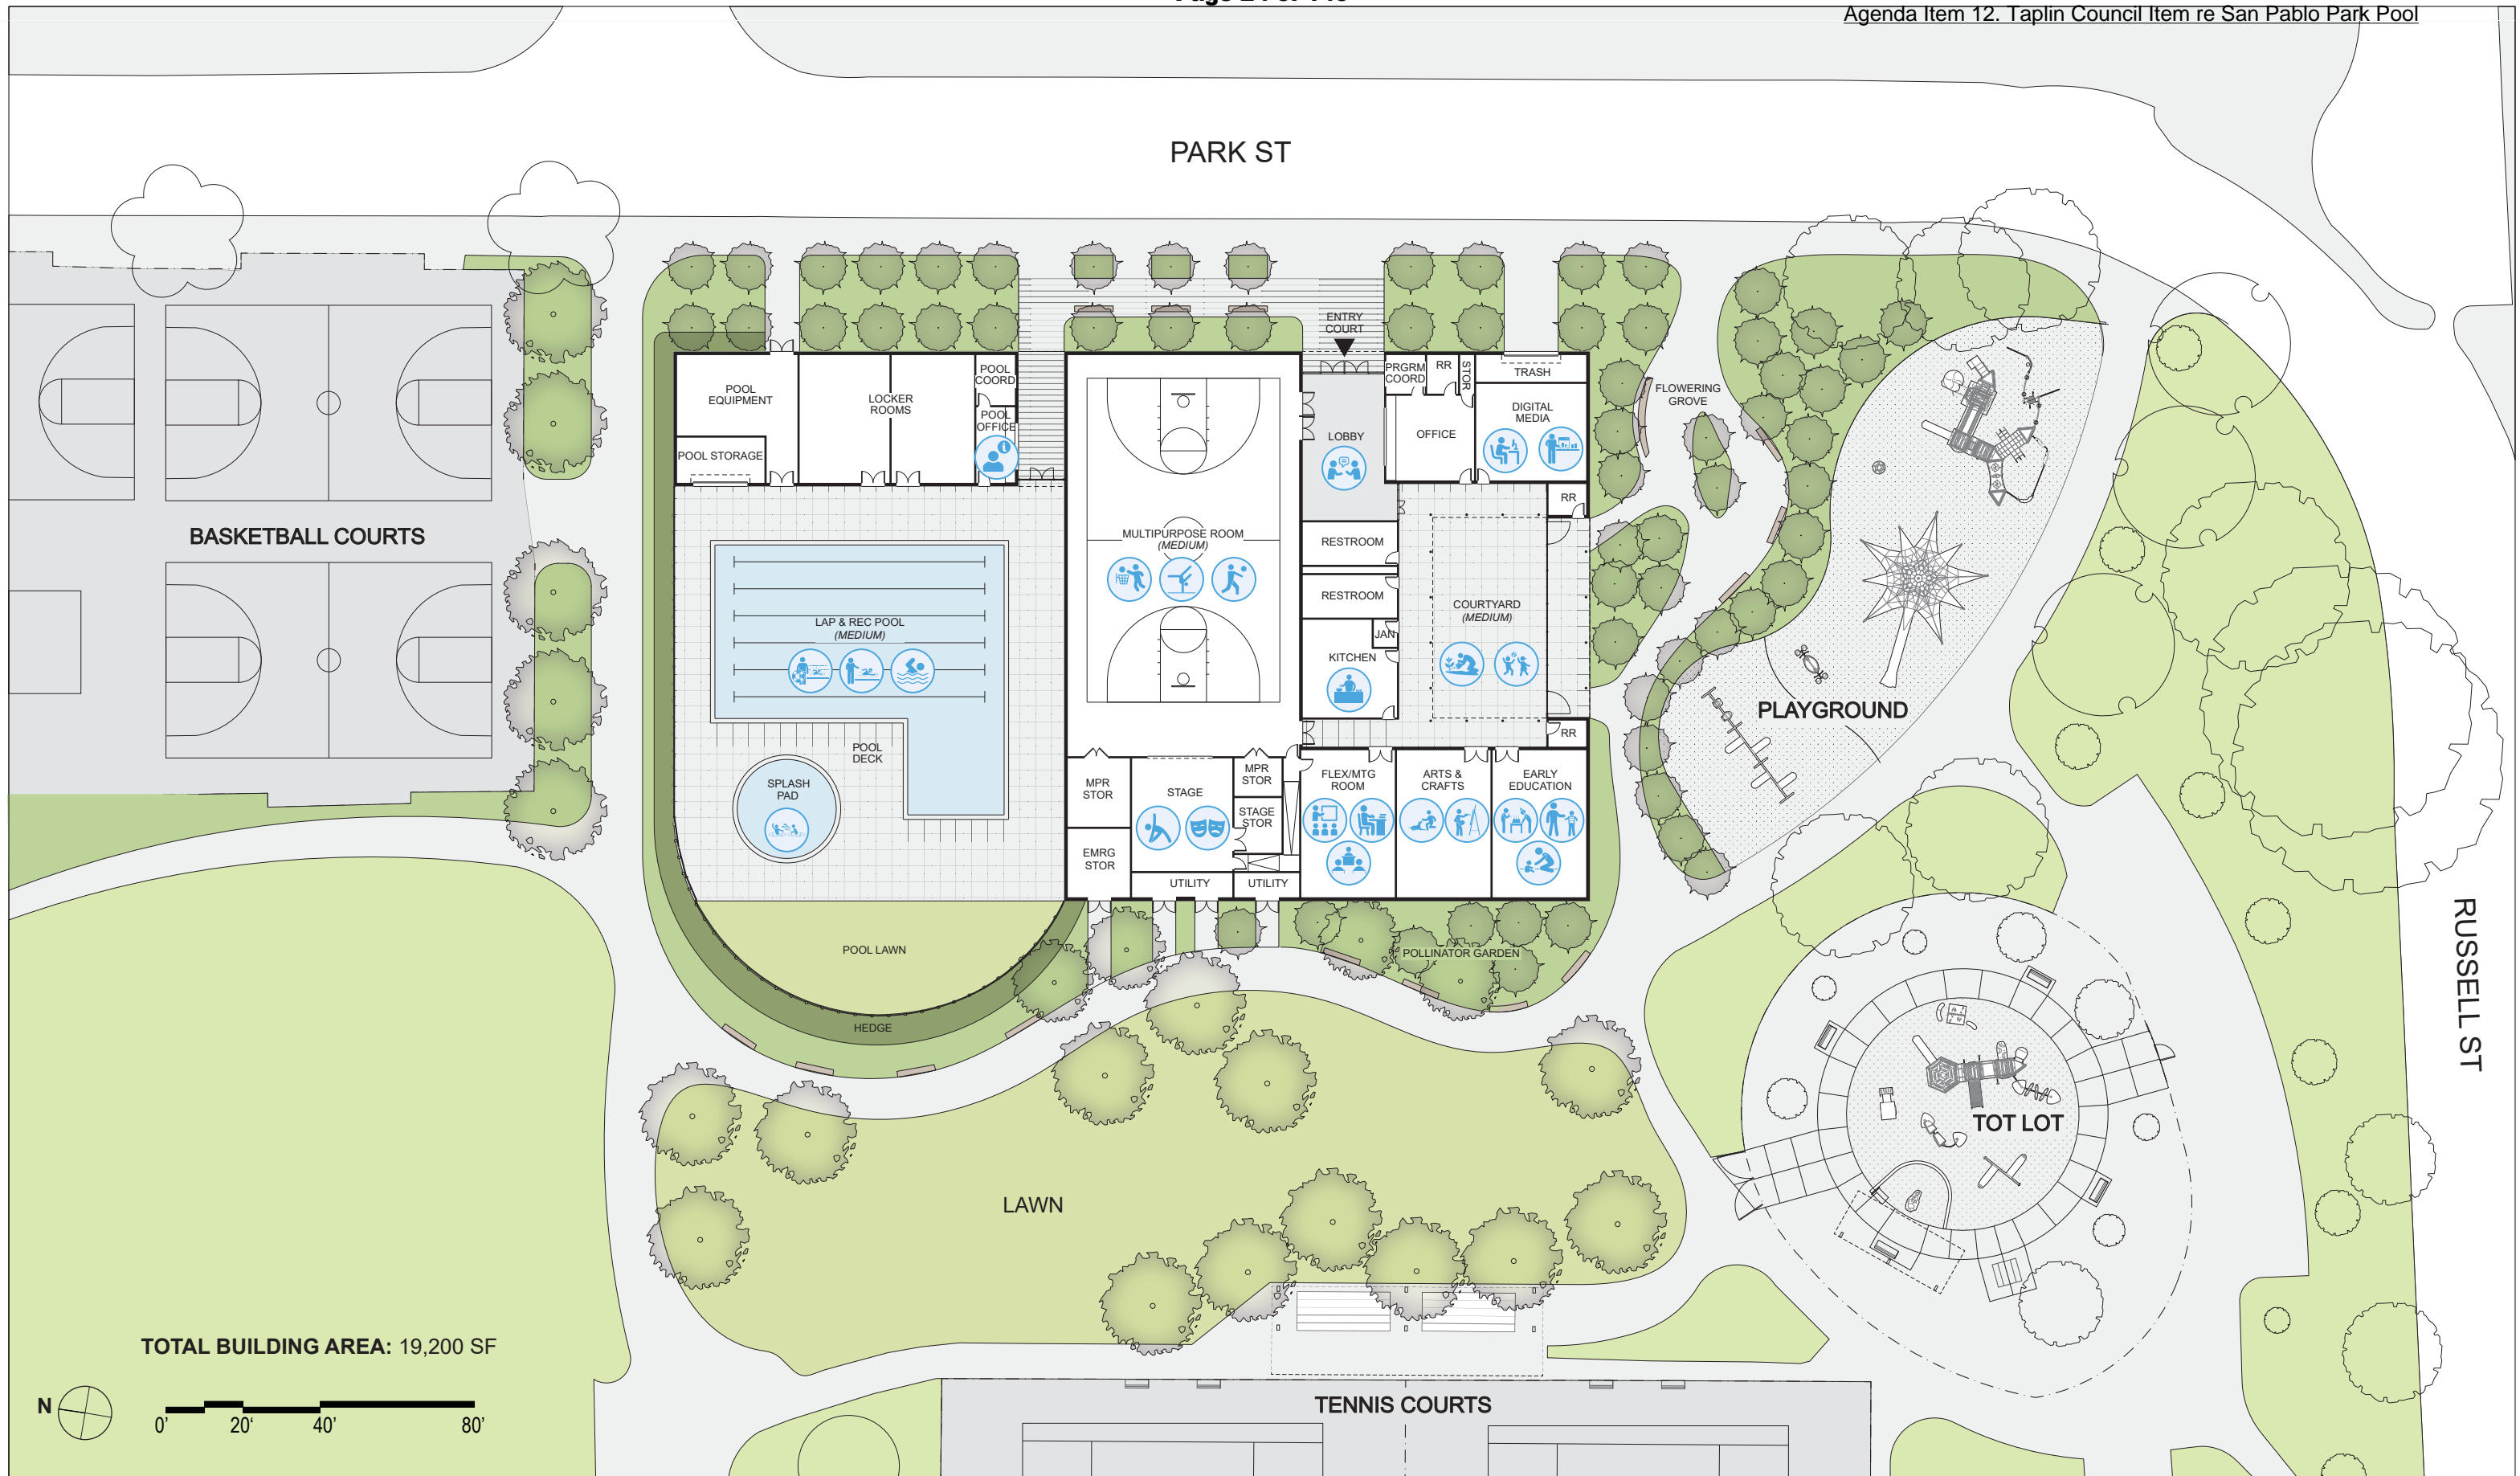 Agenda Item 12. Taplin Council Item re San Pablo Park Pool
PARK ST
ENTRY
COURT
POOL
EQUIPMENT
LOCKER
ROOMS
POOL
COORD
POOL
OFFICE
POOL STORAGE
LOBBY
PRGRM
COORD
RR
STOR
TRASH
OFFICE
DIGITAL
MEDIA
FLOWERING
GROVE
BASKETBALL COURTS
MULTIPURPOSE ROOM
(MEDIUM)
RESTROOM
RESTROOM
RR
COURTYARD
(MEDIUM)
JAN
KITCHEN
LAP & REC POOL
(MEDIUM)
PLAYGROUND
RR
POOL
DECK
SPLASH
PAD
MPR
STOR
STAGE
MPR
STOR
STAGE
STOR
EMRG
STOR
UTILITY
UTILITY
FLEX/MTG
ROOM
ARTS &
CRAFTS
EARLY
EDUCATION
POOL LAWN
POLLINATOR GARDEN
HEDGE
RUSSELL ST
TOT LOT
LAWN
TOTAL BUILDING AREA: 19,200 SF
N
0' 20' 40' 80'
TENNIS COURTS